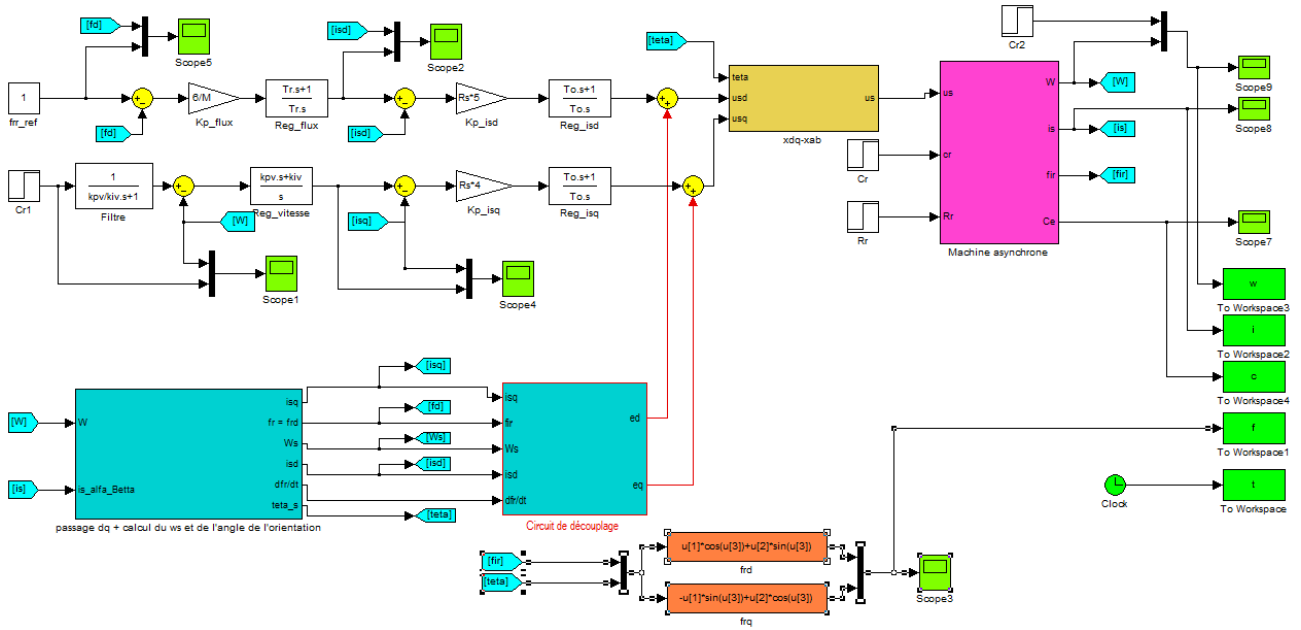 [fd]
Scope5
[isd]
Scope2
[teta]
Cr2
Scope9
1
frr_ref
[fd]
6/M
Kp_flux
Tr.s+1
Tr.s
Reg_flux
[isd]
Rs*5
Kp_isd
To.s+1
To.s
Reg_isd
teta
usd
usq
us
xdq-xab
us
cr
Rr
W
is
fir
Ce
Machine asynchrone
[W]
[is]
[fir]
Scope8
Scope7
Cr
Rr
Cr1
1
kpv/kiv.s+1
Filtre
[W]
kpv.s+kiv
s
Reg_vitesse
[isq]
Rs*4
Kp_isq
To.s+1
To.s
Reg_isq
Scope1
Scope4
w
To Workspace3
i
To Workspace2
c
To Workspace4
f
To Workspace1
t
To Workspace
Clock
[W]
[is]
W
is_alfa_Betta
isq
fr = frd
Ws
isd
dfr/dt
teta_s
passage dq + calcul du ws et de l'angle de l'orientation
[isq]
[fd]
[Ws]
[isd]
[teta]
isq
fir
Ws
isd
dfr/dt
ed
eq
Circuit de découplage
[fir]
[teta]
u[1]*cos(u[3])+u[2]*sin(u[3])
frd
-u[1]*sin(u[3])+u[2]*cos(u[3])
frq
Scope3